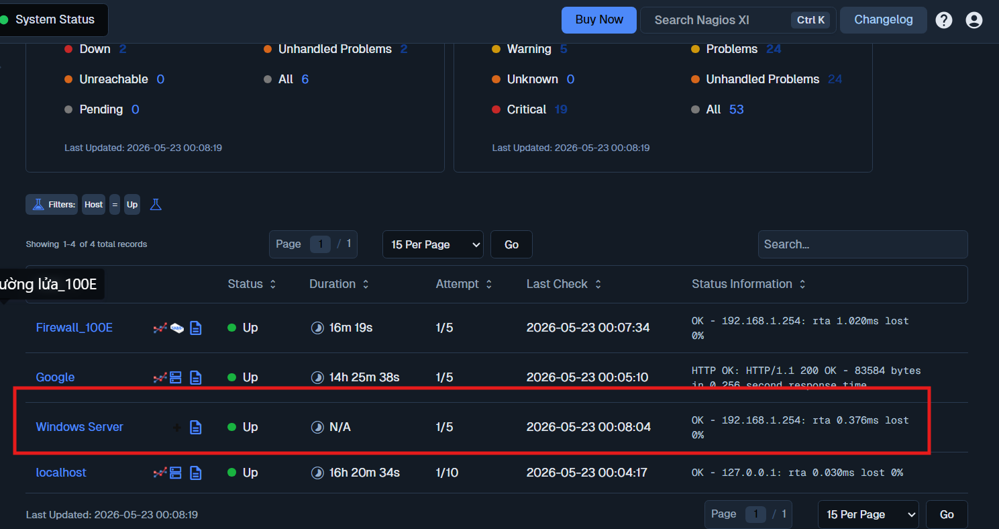 System Status
Buy Now
Search Nagios XI
Ctrl K
Changelog
?
Down 2
Unhandled Problems 2
Warning 5
Problems 24
Unreachable 0
All 6
Unknown 0
Unhandled Problems 24
Pending 0
Critical 19
All 53
Last Updated: 2026-05-23 00:08:19
Last Updated: 2026-05-23 00:08:19
Filters: Host = Up
Showing 1-4 of 4 total records
Page 1 / 1
15 Per Page
Go
Search...
ường lửa_100E
Status
Duration
Attempt
Last Check
Status Information
Firewall_100E
Up
16m 19s
1/5
2026-05-23 00:07:34
OK - 192.168.1.254: rta 1.020ms lost
0%
Google
Up
14h 25m 38s
1/5
2026-05-23 00:05:10
HTTP OK: HTTP/1.1 200 OK - 83584 bytes
in 0.256 second response time
Windows Server
Up
N/A
1/5
2026-05-23 00:08:04
OK - 192.168.1.254: rta 0.376ms lost
0%
localhost
Up
16h 20m 34s
1/10
2026-05-23 00:04:17
OK - 127.0.0.1: rta 0.030ms lost 0%
Last Updated: 2026-05-23 00:08:19
Page 1 / 1
15 Per Page
Go